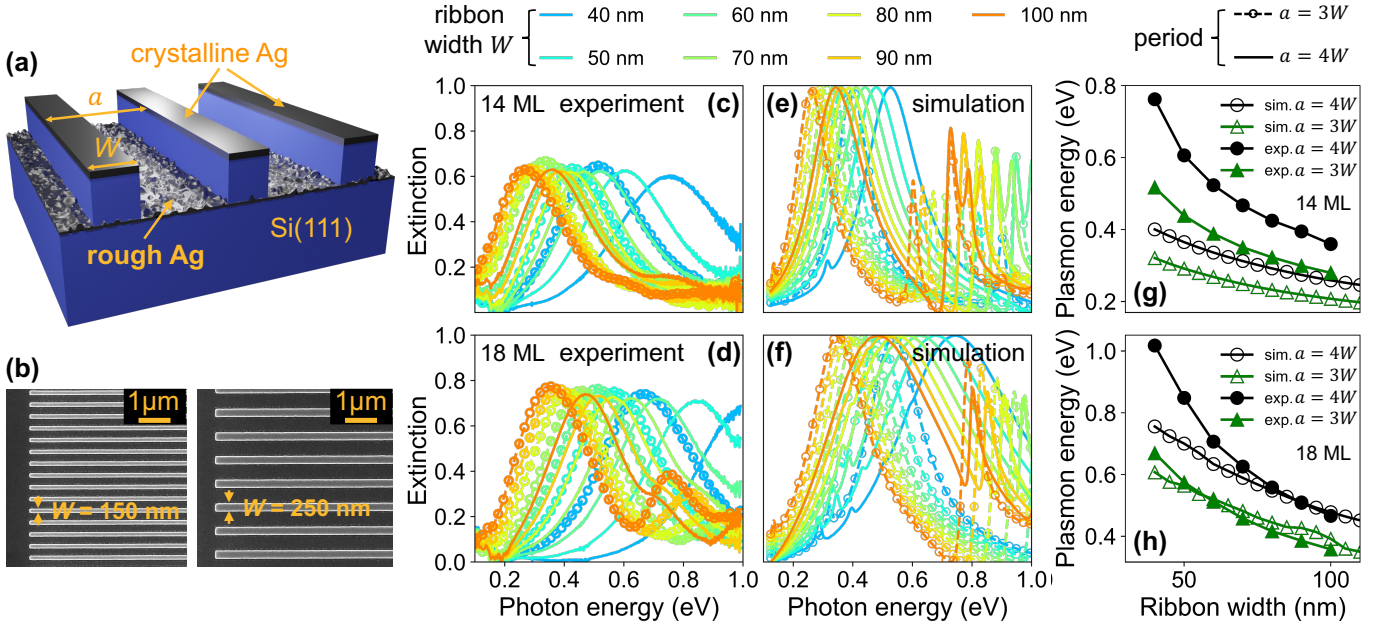 ribbon
width W
40 nm
60 nm
80 nm
100 nm
50 nm
70 nm
90 nm
period
a = 3W
a = 4W
(a)
crystalline Ag
a
W
Si(111)
rough Ag
(b)
1μm
W = 150 nm
1μm
W = 250 nm
14 ML experiment
(c)
Extinction
1.0
0.8
0.6
0.4
0.2
18 ML experiment
(d)
Extinction
1.0
0.8
0.6
0.4
0.2
0.0
0.2 0.4 0.6 0.8 1.0
Photon energy (eV)
(e)
simulation
(f)
simulation
0.2 0.4 0.6 0.8 1.0
Photon energy (eV)
Plasmon energy (eV)
0.8
0.6
0.4
0.2
sim. a = 4W
sim. a = 3W
exp. a = 4W
exp. a = 3W
14 ML
(g)
Plasmon energy (eV)
1.0
0.8
0.6
0.4
sim. a = 4W
sim. a = 3W
exp. a = 4W
exp. a = 3W
18 ML
(h)
50 100
Ribbon width (nm)